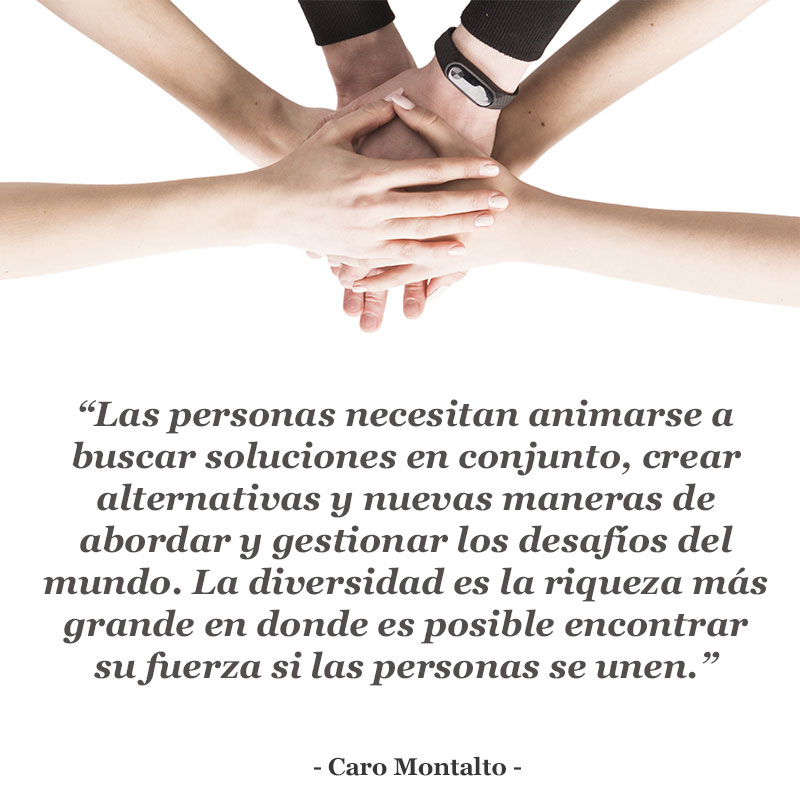 “Las personas necesitan animarse a
buscar soluciones en conjunto, crear
alternativas y nuevas maneras de
abordar y gestionar los desafíos del
mundo. La diversidad es la riqueza más
grande en donde es posible encontrar
su fuerza si las personas se unen.”
- Caro Montalto -